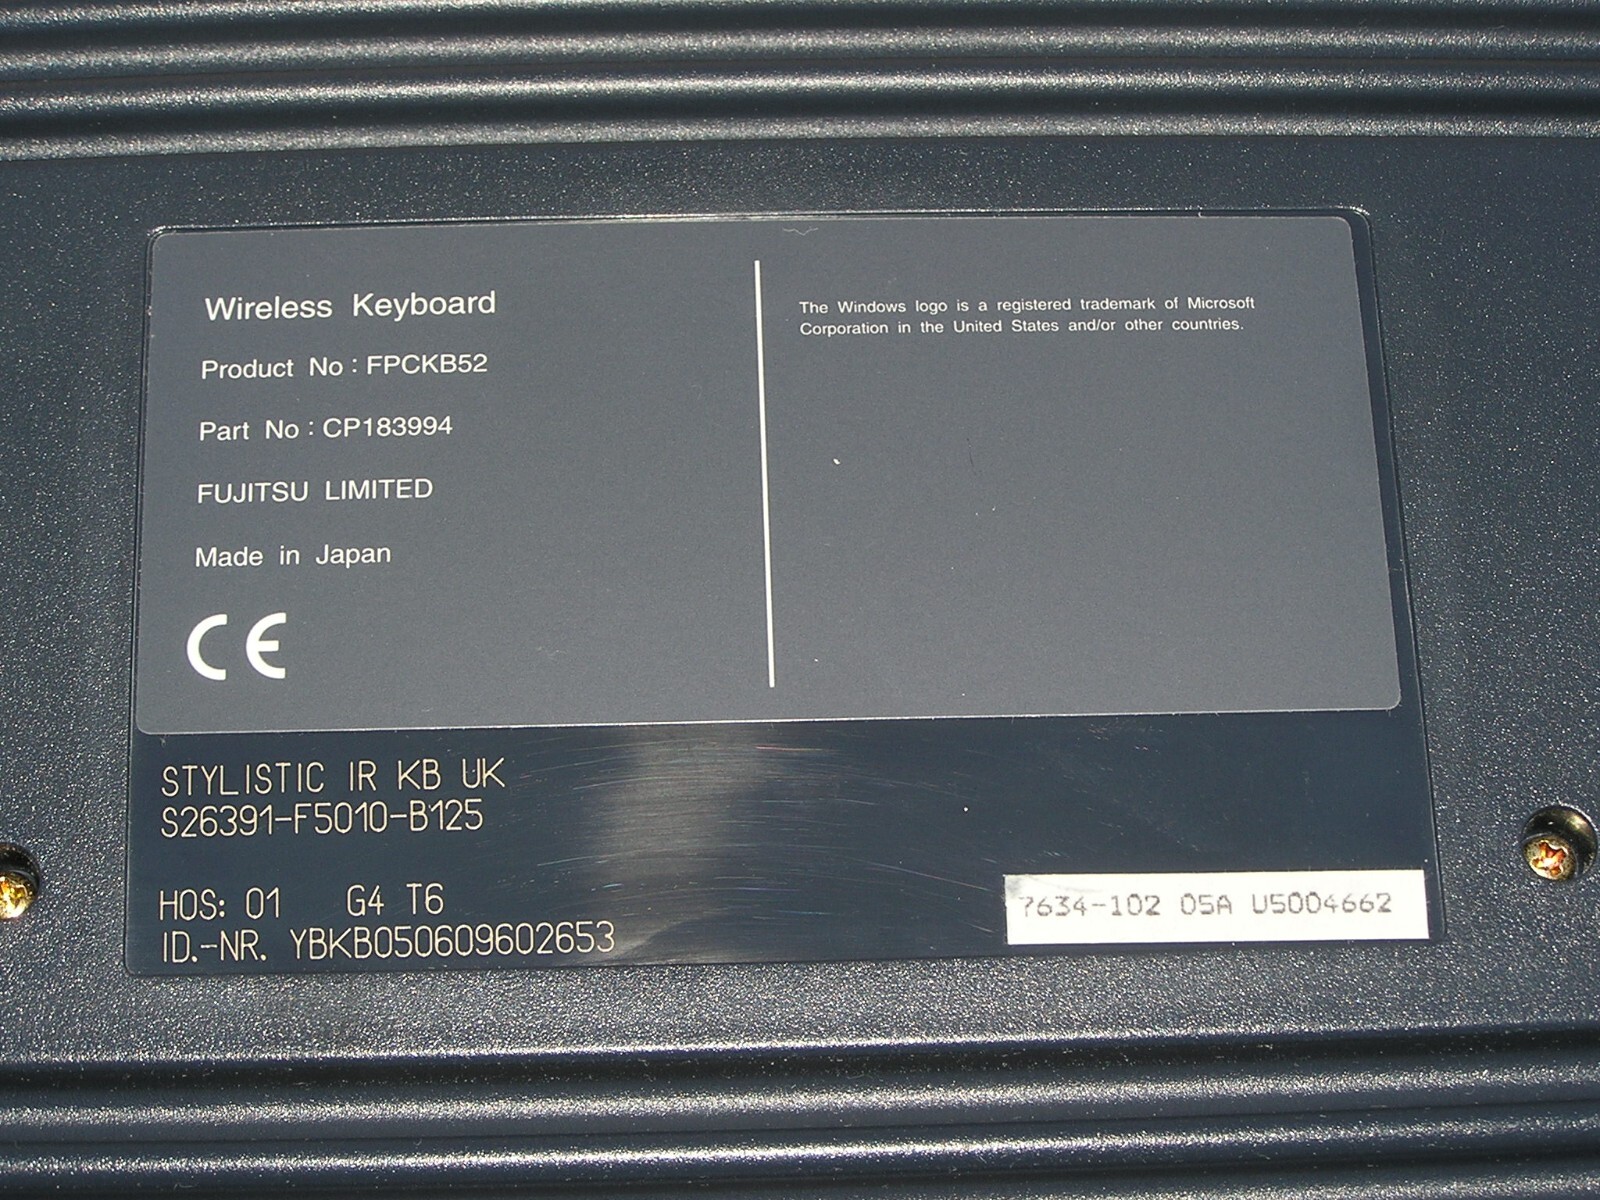 Wireless Keyboard
Product No : FPCKB52
Part No : CP183994
FUJITSU LIMITED
Made in Japan
CE
The Windows logo is a registered trademark of Microsoft
Corporation in the United States and/or other countries.
STYLISTIC IR KB UK
S26391-F5010-B125
HOS: 01 G4 T6
ID.-NR. YBKB050609602653
7634-102 05A U5004662